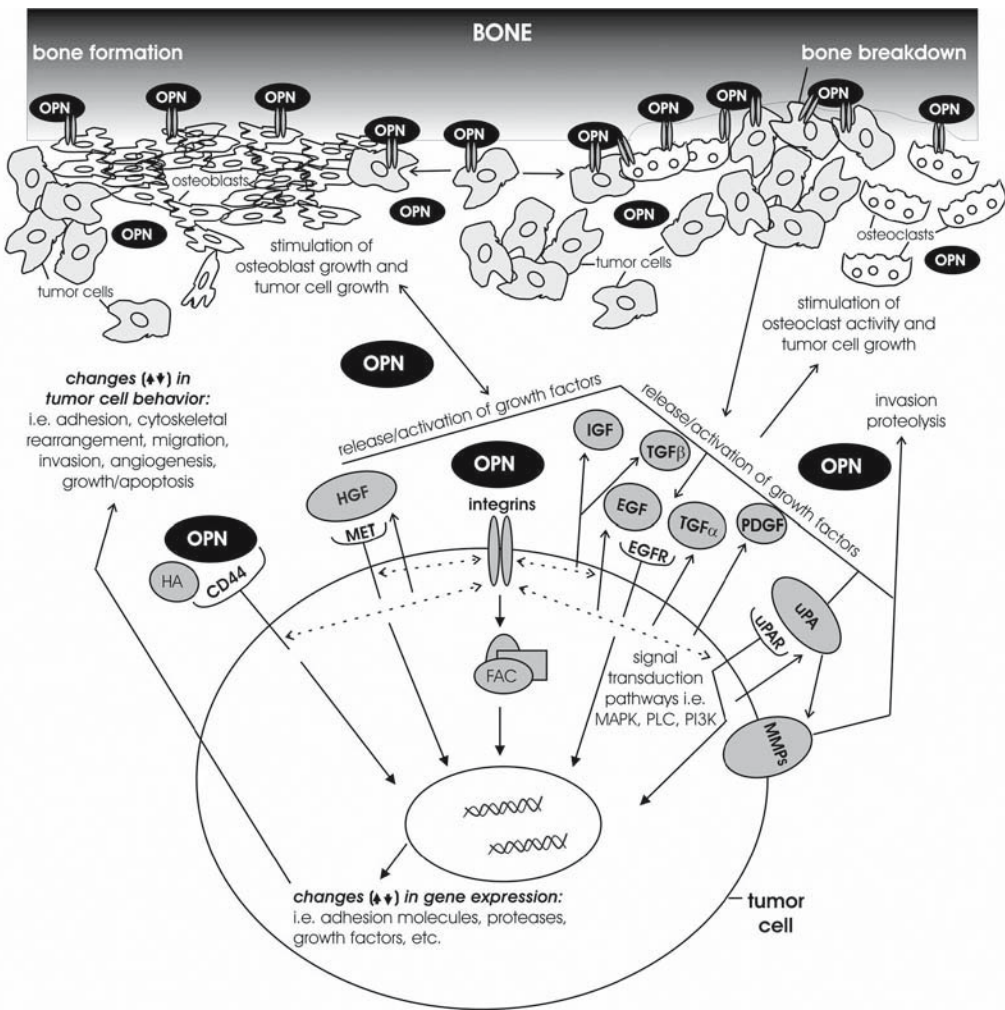 BONE
bone formation
bone breakdown
OPN
OPN
OPN
OPN
OPN
OPN
OPN
OPN
OPN
OPN
osteoblasts
OPN
OPN
OPN
osteoclasts
OPN
tumor cells
tumor cells
stimulation of
osteoblast growth and
tumor cell growth
stimulation of
osteoclast activity and
tumor cell growth
OPN
changes (▲▼) in
tumor cell behavior:
i.e. adhesion, cytoskeletal
rearrangement, migration,
invasion, angiogenesis,
growth/apoptosis
release/activation of growth factors
release/activation of growth factors
invasion
proteolysis
OPN
OPN
integrins
IGF
TGFβ
HGF
MET
EGF
EGFR
TGFα
PDGF
OPN
HA
CD44
uPA
uPAR
FAC
signal
transduction
pathways i.e.
MAPK, PLC, PI3K
MMPs
changes (▲▼) in gene expression:
i.e. adhesion molecules, proteases,
growth factors, etc.
tumor
cell